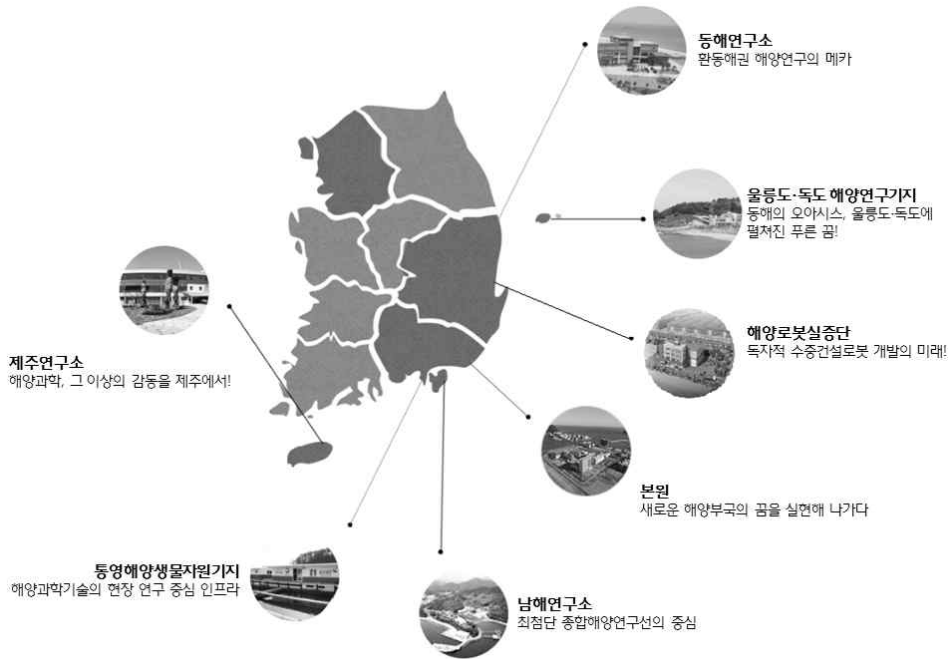 동해연구소
환동해권 해양연구의 메카
울릉도·독도 해양연구기지
동해의 오아시스, 울릉도·독도에
펼쳐진 푸른 꿈!
해양로봇실증단
독자적 수중건설로봇 개발의 미래!
제주연구소
해양과학, 그 이상의 감동을 제주에서!
본원
새로운 해양부국의 꿈을 실현해 나가다
통영해양생물자원기지
해양과학기술의 현장 연구 중심 인프라
남해연구소
최첨단 종합해양연구선의 중심